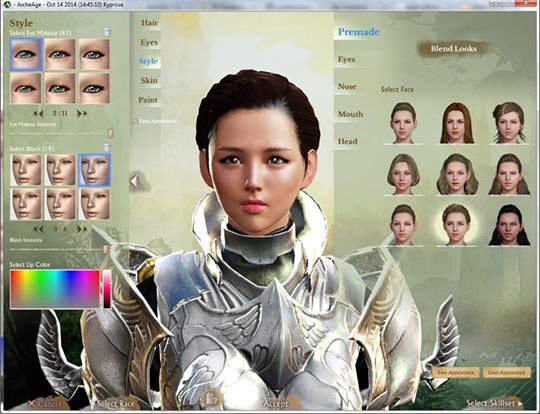 - ArcheAge - Oct 14 2014 (14:45:10) Kyprosa
Style
Select Eye Makeup (61)
2 / 11
Eye Makeup Intensity
Select Blush (19)
3 / 4
Blush Intensity
Select Lip Color
Hair
Eyes
Style
Skin
Paint
Keep Appearance
Premade
Eyes
Nose
Mouth
Head
Blend Looks
Select Face
Save Appearance
Load Appearance
Cancel
Select Race
Accept
Select Skillset